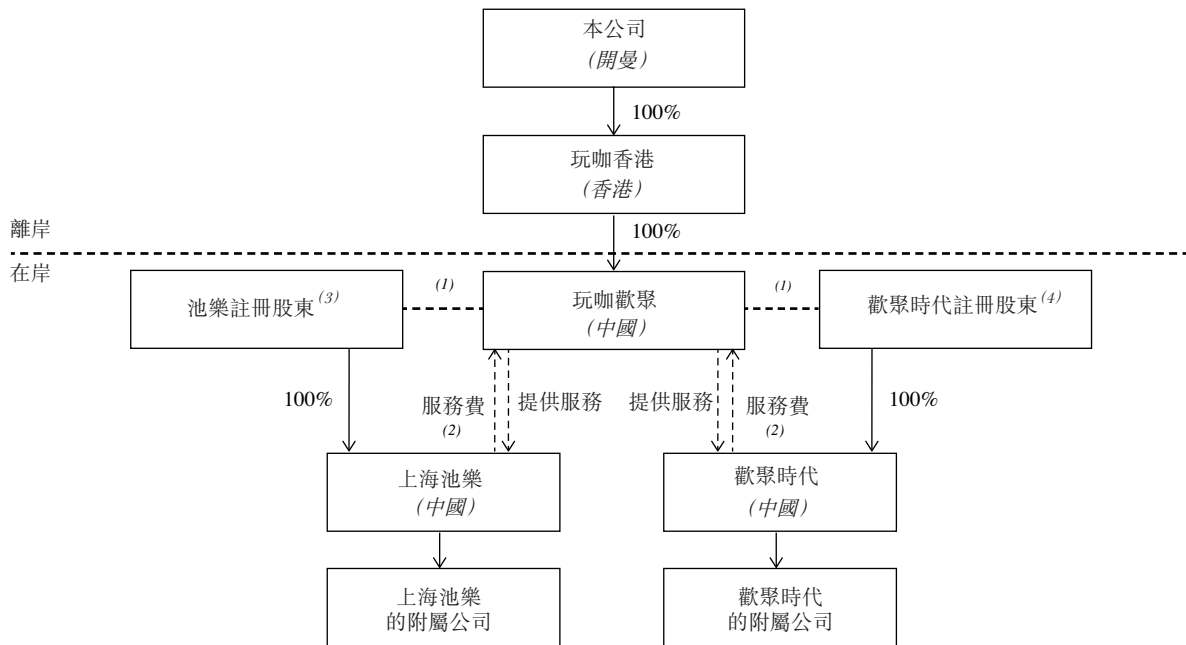 本公司
(開曼)
100%
玩咖香港
(香港)
離岸
100%
在岸
池樂註冊股東(3)
(1)
玩咖歡聚
(中國)
(1)
歡聚時代註冊股東(4)
100%
服務費
(2)
提供服務
提供服務
服務費
(2)
100%
上海池樂
(中國)
歡聚時代
(中國)
上海池樂
的附屬公司
歡聚時代
的附屬公司